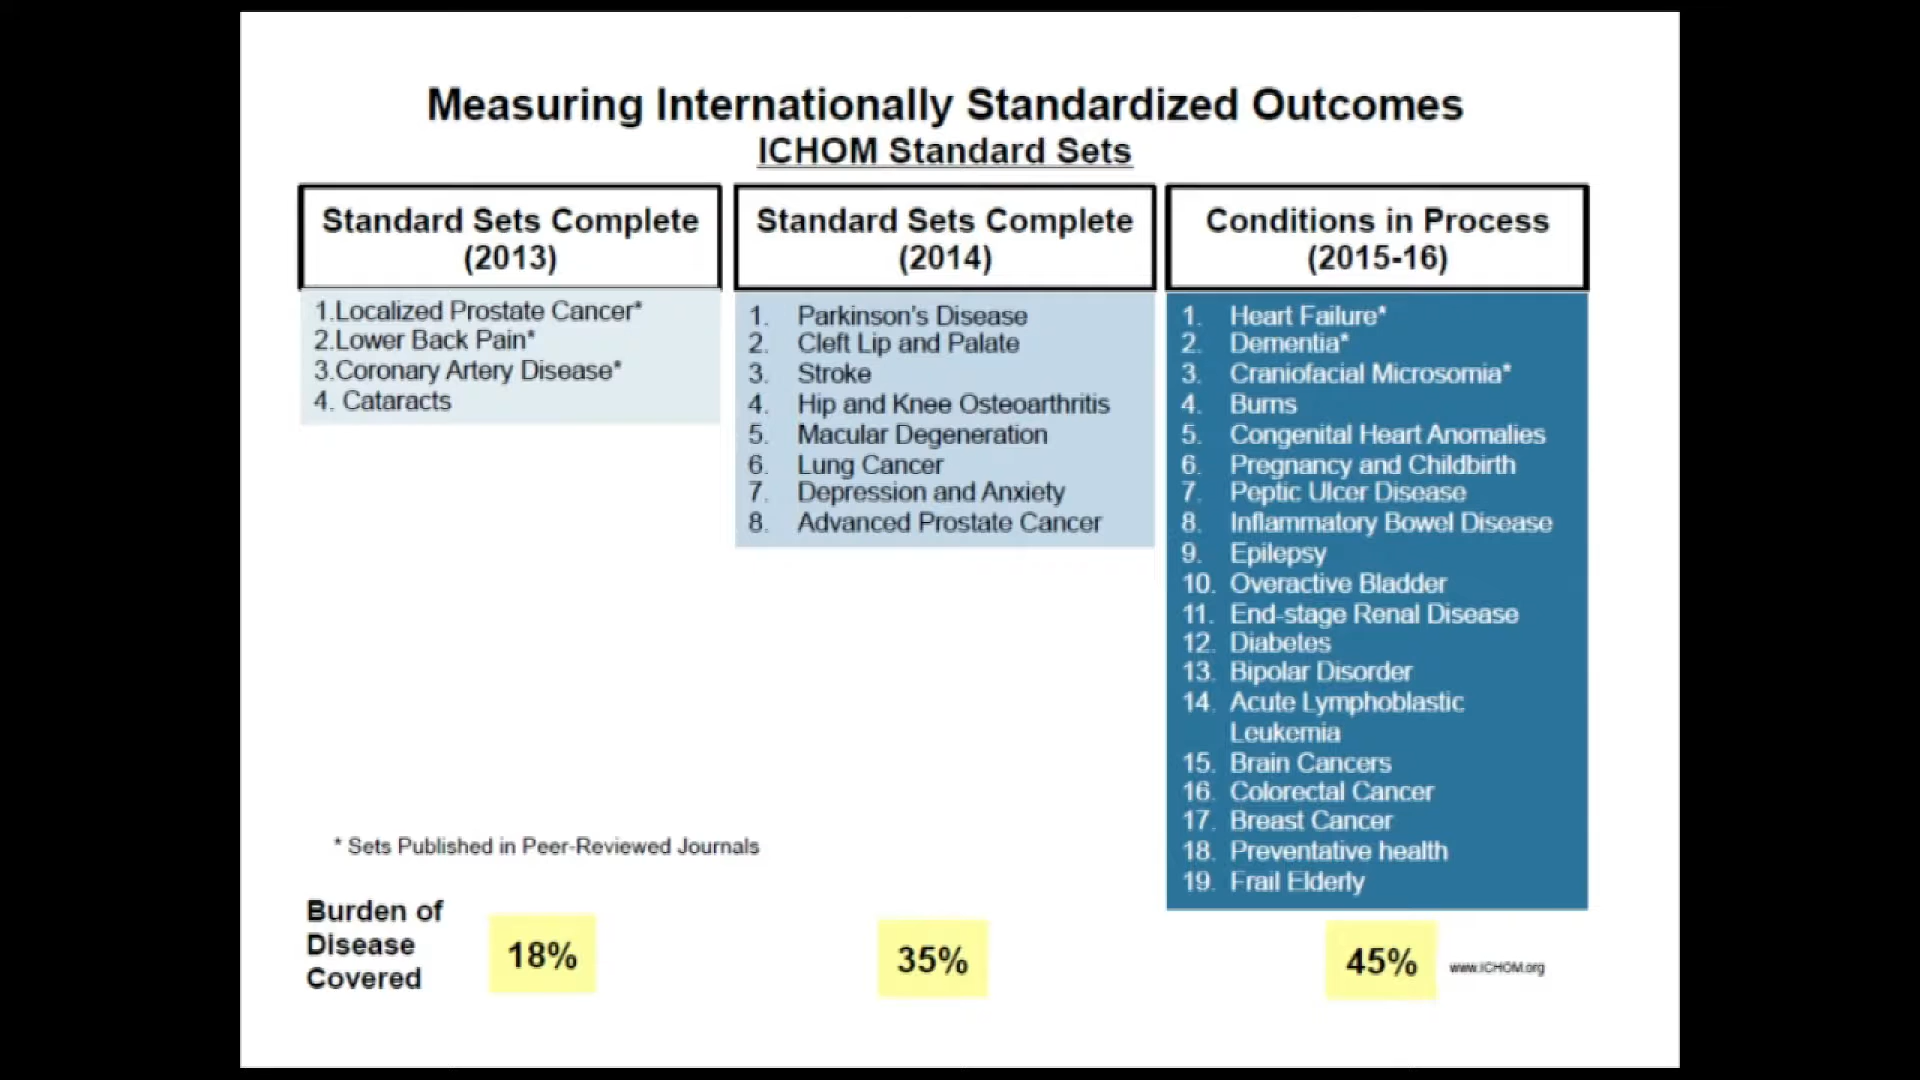 Measuring Internationally Standardized Outcomes
ICHOM Standard Sets
Standard Sets Complete
(2013)
1.Localized Prostate Cancer*
2.Lower Back Pain*
3.Coronary Artery Disease*
4. Cataracts
Standard Sets Complete
(2014)
1. Parkinson's Disease
2. Cleft Lip and Palate
3. Stroke
4. Hip and Knee Osteoarthritis
5. Macular Degeneration
6. Lung Cancer
7. Depression and Anxiety
8. Advanced Prostate Cancer
Conditions in Process
(2015-16)
1. Heart Failure*
2. Dementia*
3. Craniofacial Microsomia*
4. Burns
5. Congenital Heart Anomalies
6. Pregnancy and Childbirth
7. Peptic Ulcer Disease
8. Inflammatory Bowel Disease
9. Epilepsy
10. Overactive Bladder
11. End-stage Renal Disease
12. Diabetes
13. Bipolar Disorder
14. Acute Lymphoblastic
Leukemia
15. Brain Cancers
16. Colorectal Cancer
17. Breast Cancer
18. Preventative health
19. Frail Elderly
* Sets Published in Peer-Reviewed Journals
Burden of
Disease
Covered
18%
35%
45%
www.ICHOM.org